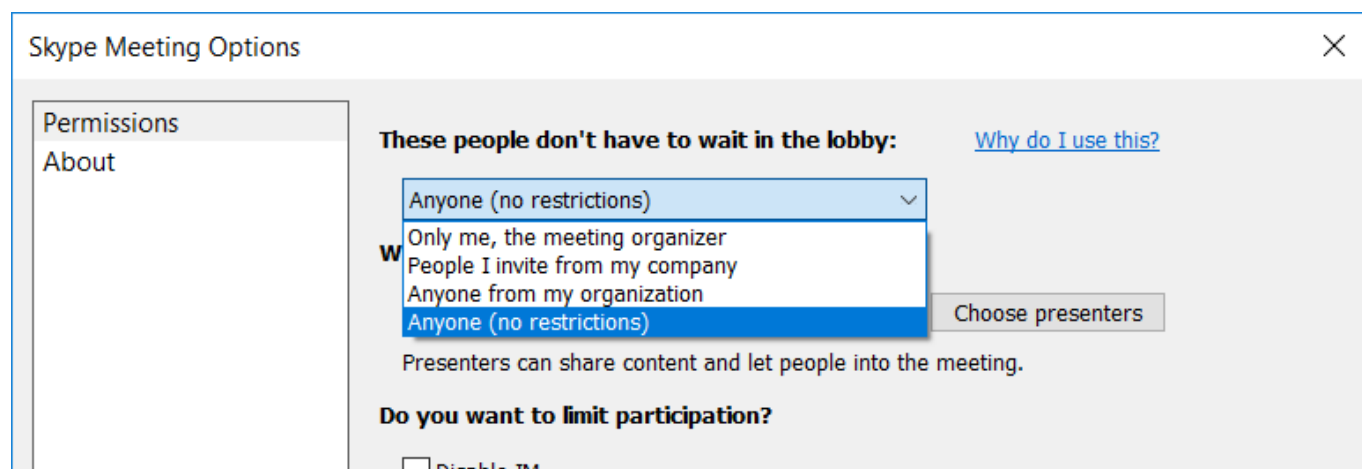 Skype Meeting Options
Permissions
About
These people don't have to wait in the lobby:
Why do I use this?
Anyone (no restrictions)
Only me, the meeting organizer
People I invite from my company
Anyone from my organization
Anyone (no restrictions)
Choose presenters
Presenters can share content and let people into the meeting.
Do you want to limit participation?